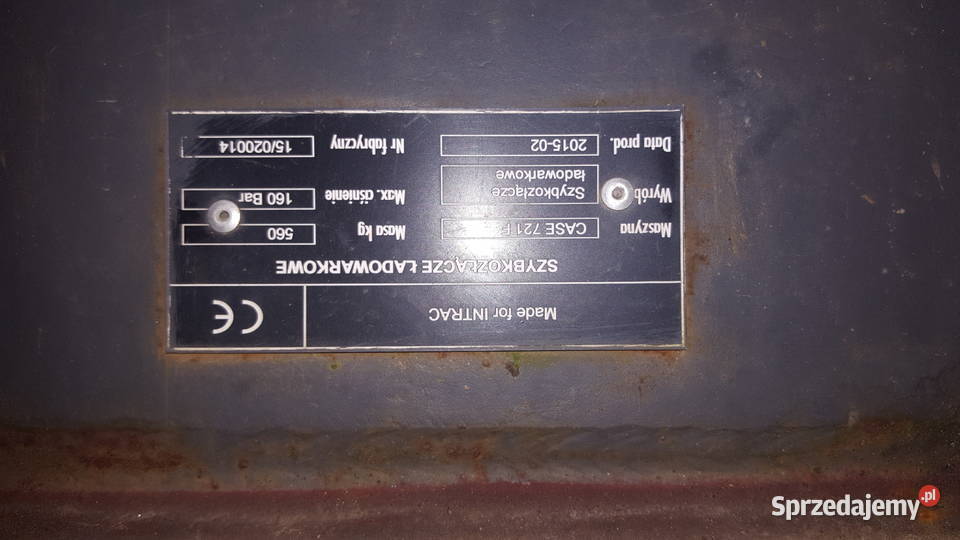 Made for INTRAC
CE
SZYBKOZŁĄCZE ŁADOWARKOWE
Maszyna CASE 721 F Masa kg 560
Wyrób Szybkozłącze ładowarkowe Max. ciśnienie 160 Bar
Data prod. 2015-02 Nr fabryczny 15/020014
Sprzedajemy.pl